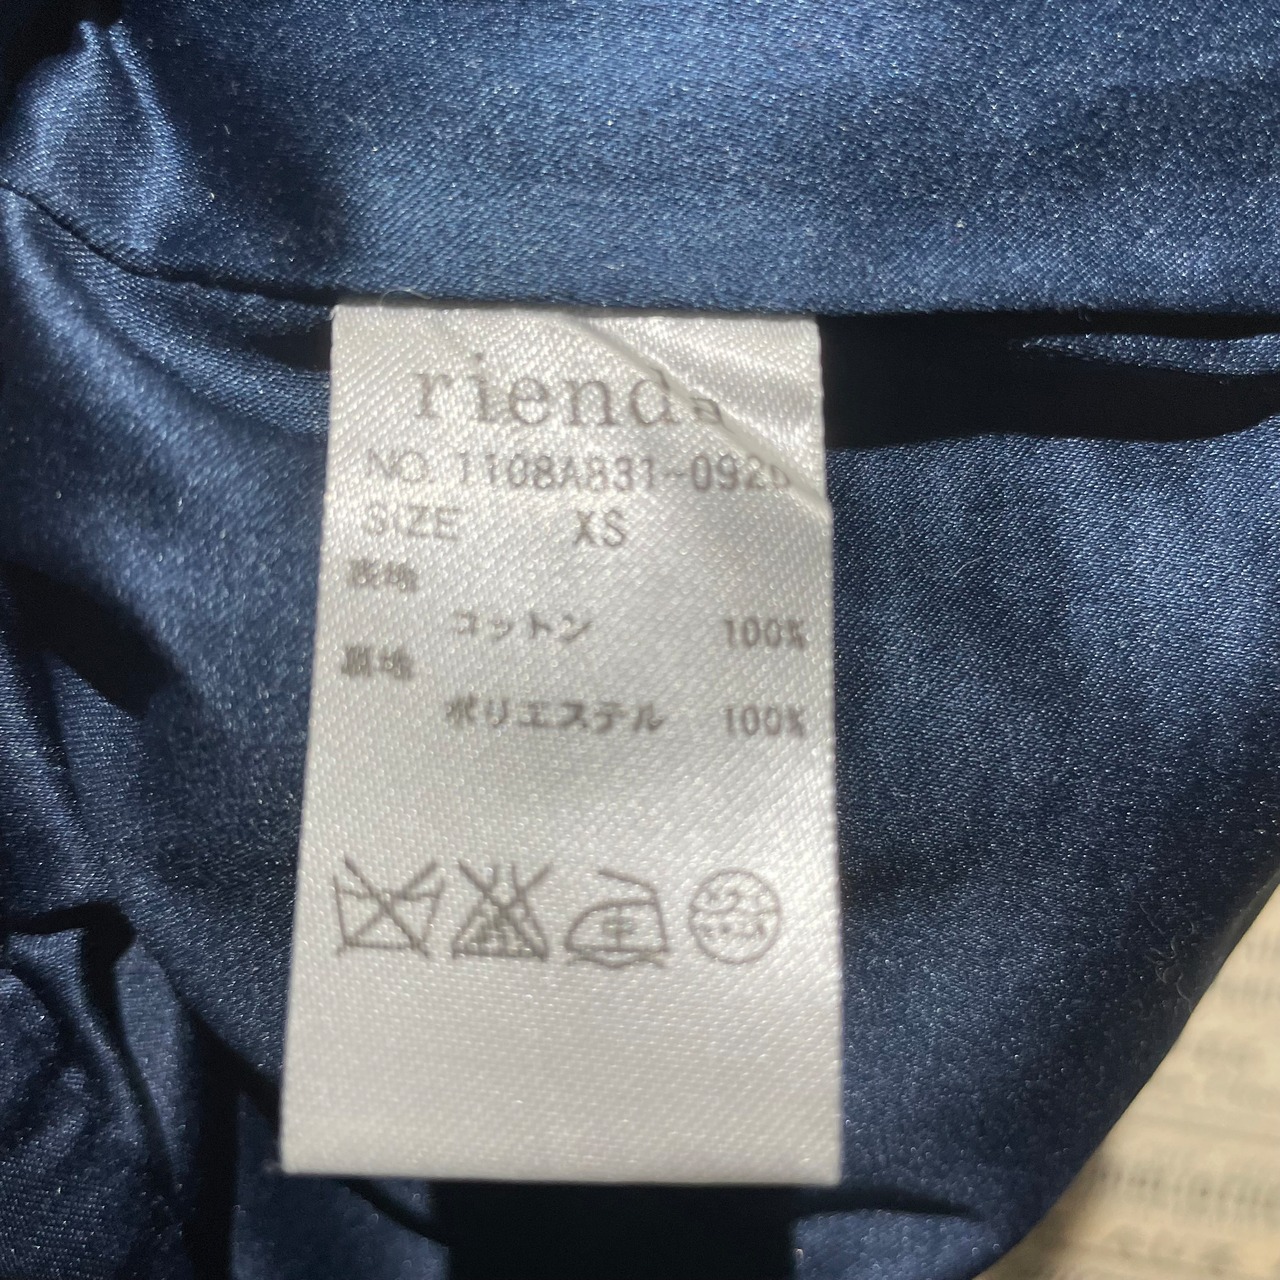 rienda
NO. 1108A831-0920
SIZE XS
表地
コットン 100%
裏地
ポリエステル 100%